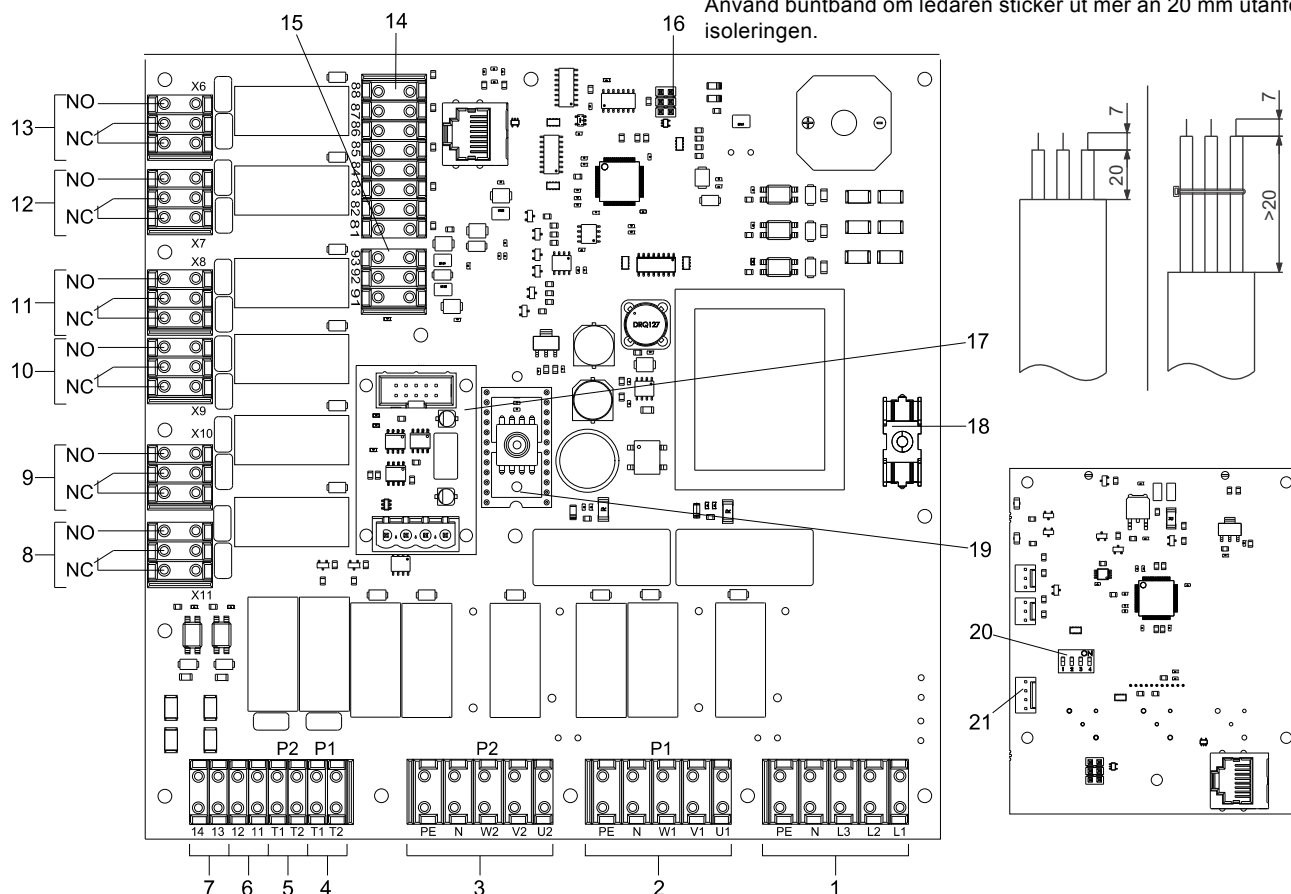 Använd buntband om ledaren sticker ut mer än 20 mm utanfö
isoleringen.
15 14 16
X6
NO
13
NC
NO
12
NC
X7
X8
NO
11
NC
NO
10
NC
X9
X10
NO
9
NC
NO
8
NC
X11
88 87 86 85 84 83 82 81
93 92 91
DRQ127
17
18
19
7
20
7
>20
20
ON
1 2 3 4
21
P2 P1 P2 P1
14 13 12 11 T1 T2 T1 T2 PE N W2 V2 U2 PE N W1 V1 U1 PE N L3 L2 L1
7 6 5 4 3 2 1